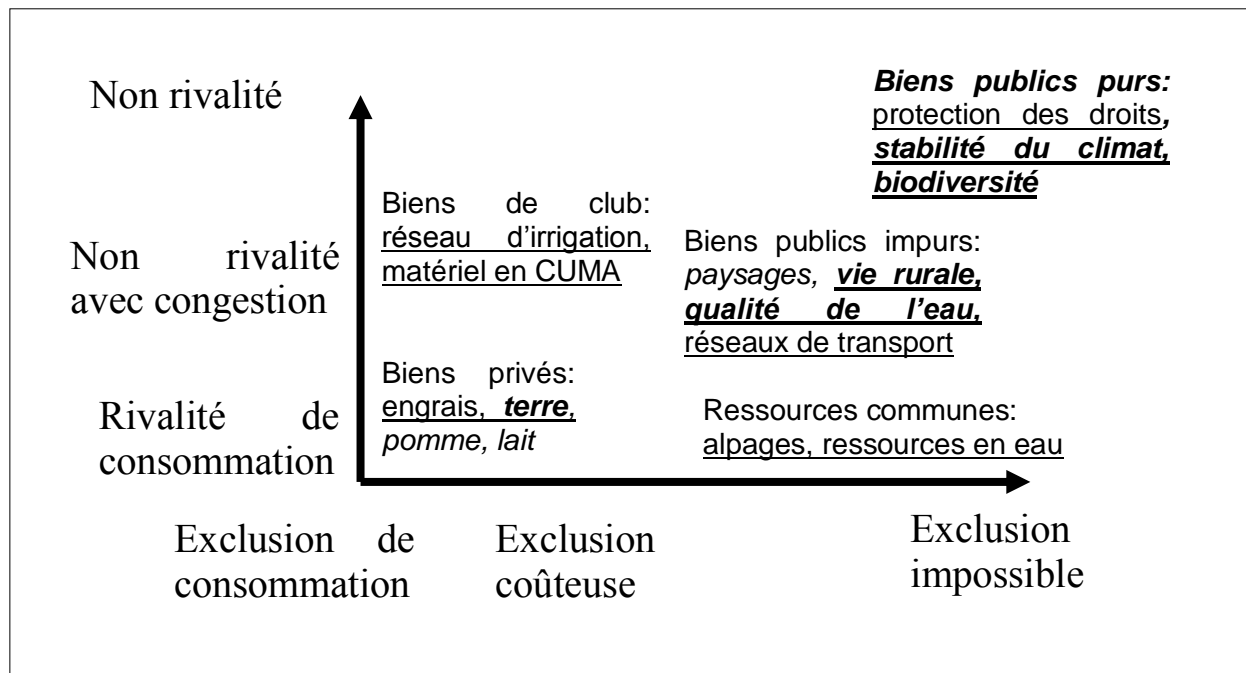 Non rivalité
Biens publics purs:
protection des droits,
stabilité du climat,
biodiversité
Biens de club:
réseau d’irrigation,
matériel en CUMA
Non rivalité
avec congestion
Biens publics impurs:
paysages, vie rurale,
qualité de l’eau,
réseaux de transport
Biens privés:
engrais, terre,
pomme, lait
Rivalité de
consommation
Ressources communes:
alpages, ressources en eau
Exclusion de
consommation
Exclusion
coûteuse
Exclusion
impossible